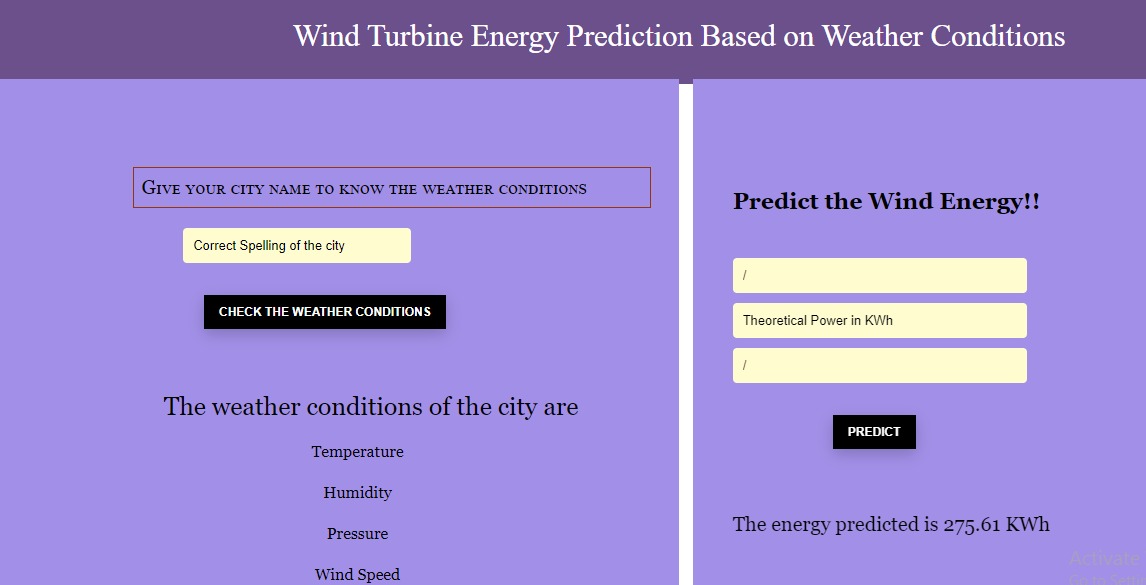 Wind Turbine Energy Prediction Based on Weather Conditions
Give your city name to know the weather conditions
Correct Spelling of the city
CHECK THE WEATHER CONDITIONS
The weather conditions of the city are
Temperature
Humidity
Pressure
Wind Speed
Predict the Wind Energy!!
/
Theoretical Power in KWh
/
PREDICT
The energy predicted is 275.61 KWh
Activate